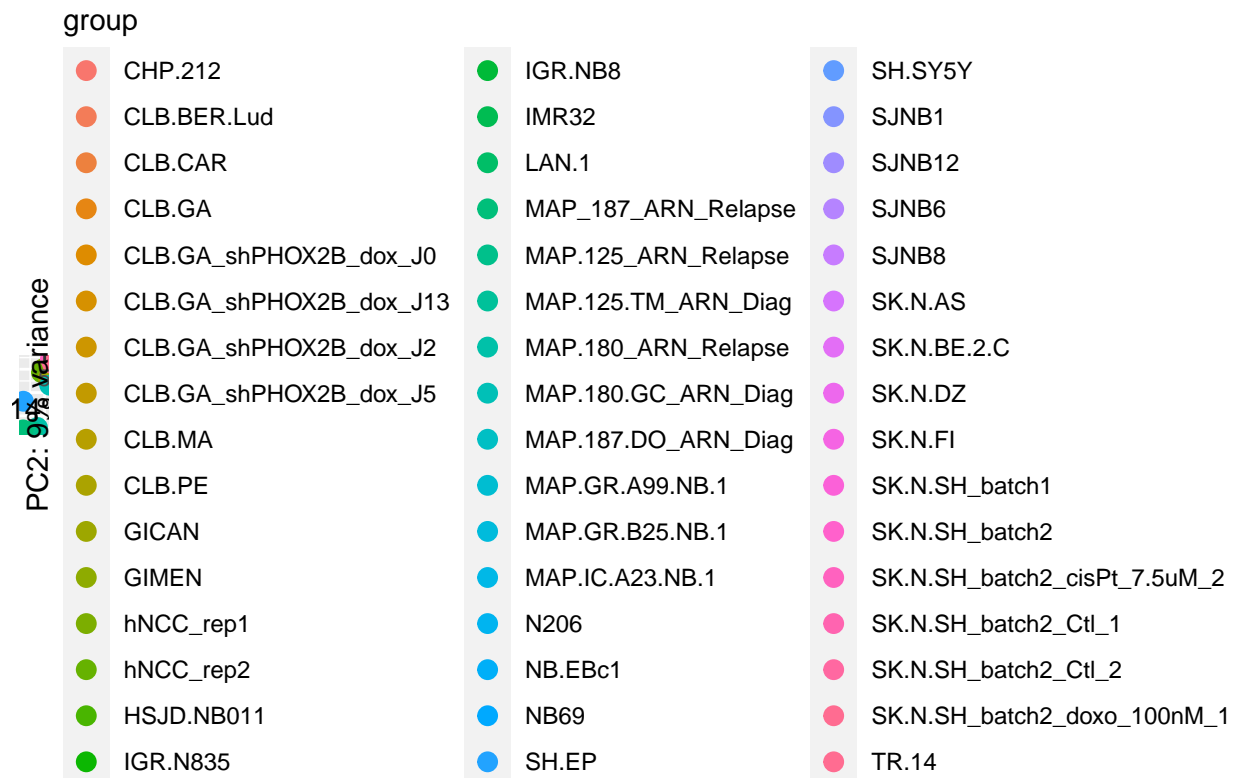 group
CHP.212
CLB.BER.Lud
CLB.CAR
CLB.GA
CLB.GA_shPHOX2B_dox_J0
CLB.GA_shPHOX2B_dox_J13
CLB.GA_shPHOX2B_dox_J2
CLB.GA_shPHOX2B_dox_J5
CLB.MA
CLB.PE
GICAN
GIMEN
hNCC_rep1
hNCC_rep2
HSJD.NB011
IGR.N835
IGR.NB8
IMR32
LAN.1
MAP_187_ARN_Relapse
MAP.125_ARN_Relapse
MAP.125.TM_ARN_Diag
MAP.180_ARN_Relapse
MAP.180.GC_ARN_Diag
MAP.187.DO_ARN_Diag
MAP.GR.A99.NB.1
MAP.GR.B25.NB.1
MAP.IC.A23.NB.1
N206
NB.EBc1
NB69
SH.EP
SH.SY5Y
SJNB1
SJNB12
SJNB6
SJNB8
SK.N.AS
SK.N.BE.2.C
SK.N.DZ
SK.N.FI
SK.N.SH_batch1
SK.N.SH_batch2
SK.N.SH_batch2_cisPt_7.5uM_2
SK.N.SH_batch2_Ctl_1
SK.N.SH_batch2_Ctl_2
SK.N.SH_batch2_doxo_100nM_1
TR.14
PC2: 9% variance